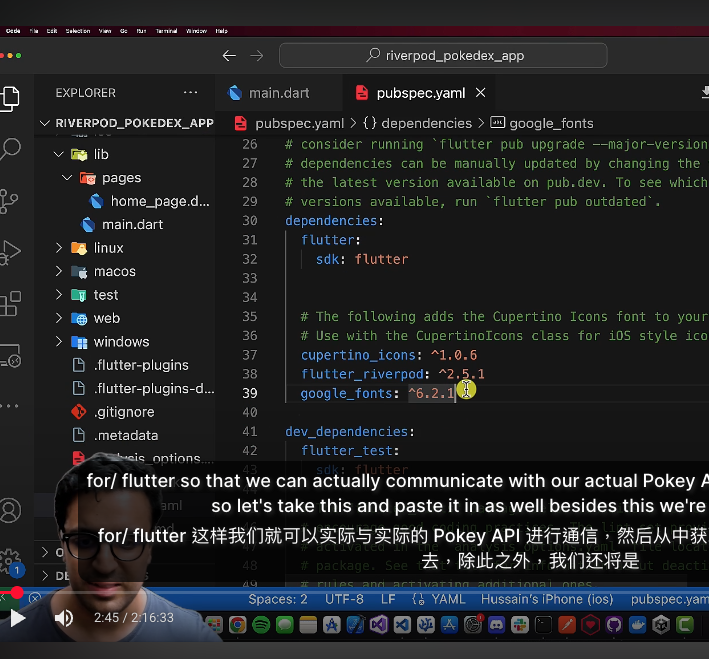 Code File Edit Selection View Go Run Terminal Window Help
riverpod_pokedex_app
EXPLORER ...
main.dart
pubspec.yaml
RIVERPOD_POKEDEX_APP
pubspec.yaml > {} dependencies > google_fonts
lib
pages
home_page.d...
main.dart
linux
macos
test
web
windows
.flutter-plugins
.flutter-plugins-d...
.gitignore
.metadata
26 # consider running `flutter pub upgrade --major-version
27 # dependencies can be manually updated by changing the
28 # the latest version available on pub.dev. To see which
29 # versions available, run `flutter pub outdated`.
30 dependencies:
31 flutter:
32 sdk: flutter
33
34
35 # The following adds the Cupertino Icons font to your
36 # Use with the CupertinoIcons class for iOS style ico
37 cupertino_icons: ^1.0.6
38 flutter_riverpod: ^2.5.1
39 google_fonts: ^6.2.1
40
41 dev_dependencies:
42 flutter_test:
sdk: flutter
for/ flutter so that we can actually communicate with our actual Pokey A
so let's take this and paste it in as well besides this we're
for/ flutter 这样我们就可以实际与实际的 Pokey API 进行通信，然后从中获
去，除此之外，我们还将是
49 # rules and activating additional ones.
1
Spaces: 2 UTF-8 LF {} YAML Hussain's iPhone (ios) pubspec.yam
2:45 / 2:16:33